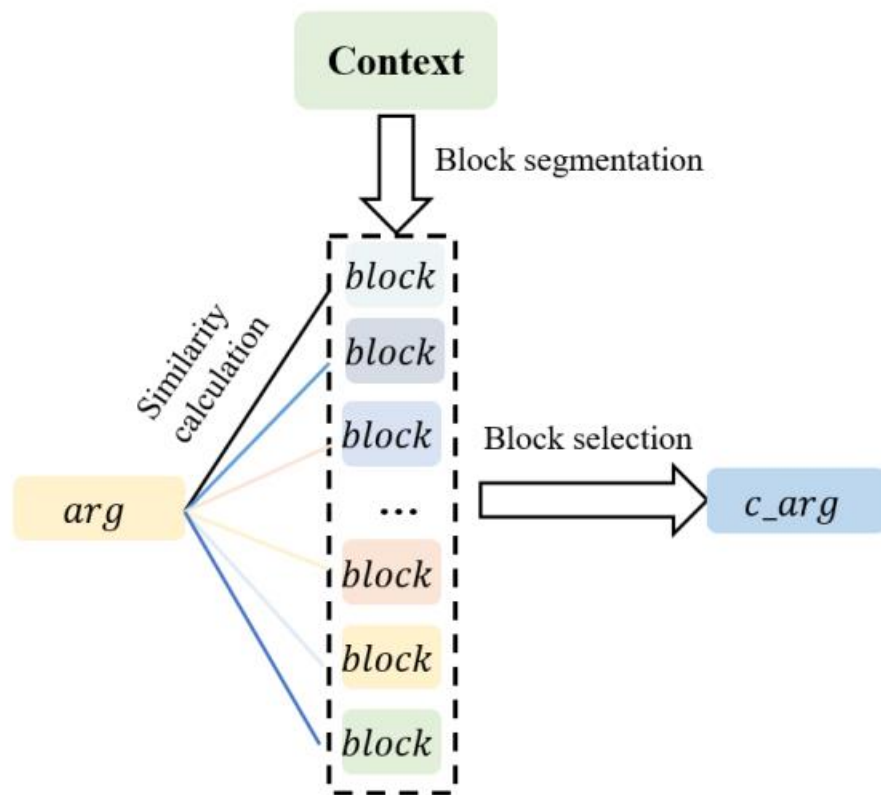 Context
Block segmentation
block
Similarity
calculation
block
block
Block selection
arg
...
c_arg
block
block
block